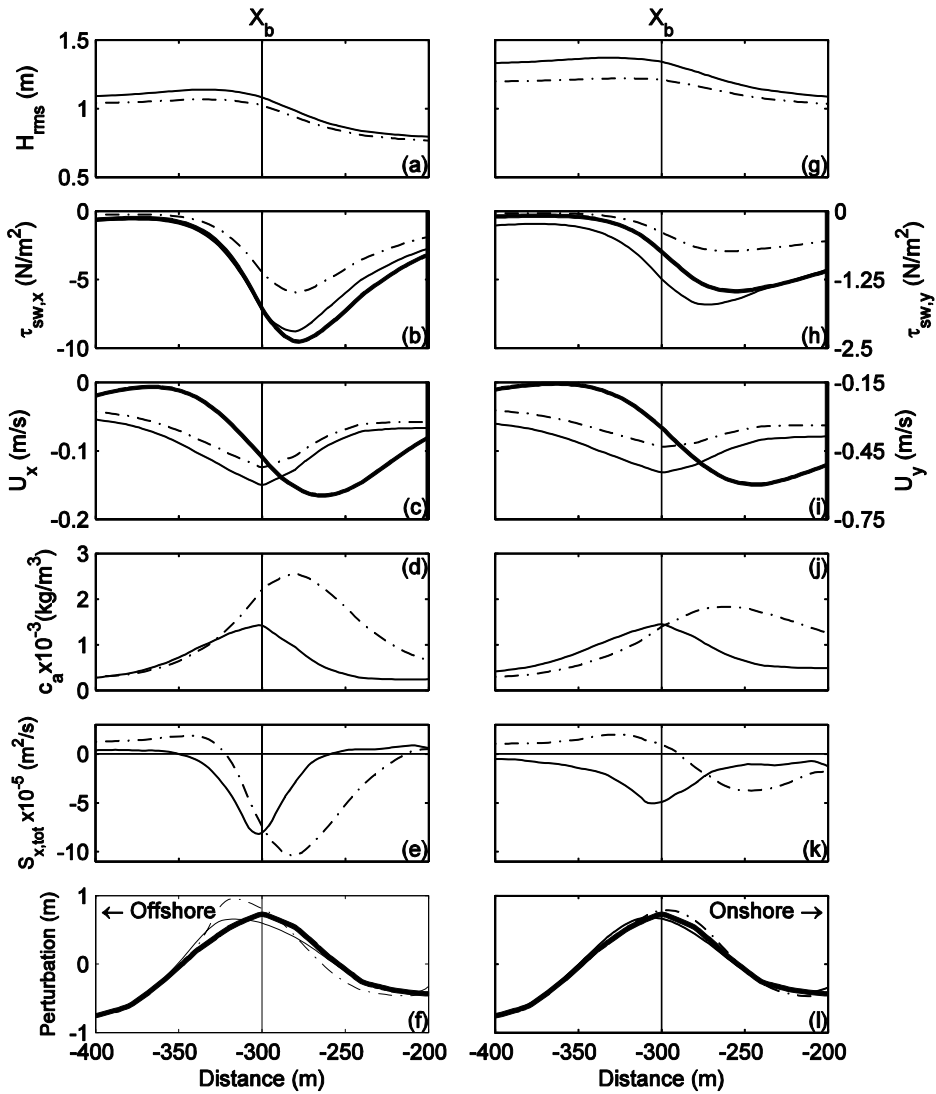 X_b
X_b
1.5
1
0.5
H_rms (m)
(a)
(g)
0
-5
-10
τ_sw,x (N/m²)
(b)
(h)
0
-1.25
-2.5
τ_sw,y (N/m²)
0
-0.1
-0.2
U_x (m/s)
(c)
(i)
-0.15
-0.45
-0.75
U_y (m/s)
3
2
1
0
c_a x10⁻³(kg/m³)
(d)
(j)
0
-5
-10
S_x,tot x10⁻⁵ (m²/s)
(e)
(k)
1
0
-1
Perturbation (m)
← Offshore
(f)
Onshore →
(l)
-400 -350 -300 -250 -200
-400 -350 -300 -250 -200
Distance (m)
Distance (m)